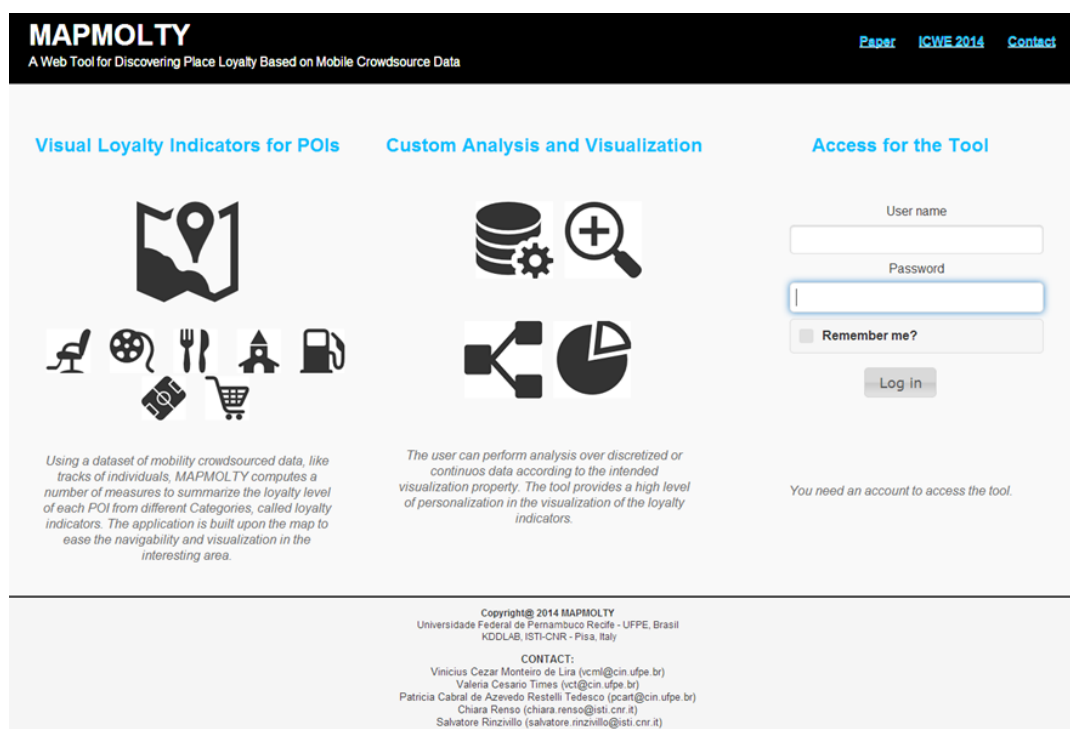 MAPMOLTY
A Web Tool for Discovering Place Loyalty Based on Mobile Crowdsource Data
Paper ICWE 2014 Contact
Visual Loyalty Indicators for POIs
Using a dataset of mobility crowdsourced data, like
tracks of individuals, MAPMOLTY computes a
number of measures to summarize the loyalty level
of each POI from different Categories, called loyalty
indicators. The application is built upon the map to
ease the navigability and visualization in the
interesting area.
Custom Analysis and Visualization
The user can perform analysis over discretized or
continuos data according to the intended
visualization property. The tool provides a high level
of personalization in the visualization of the loyalty
indicators.
Access for the Tool
User name
Password
Remember me?
Log in
You need an account to access the tool.
Copyright@ 2014 MAPMOLTY
Universidade Federal de Pernambuco Recife - UFPE, Brasil
KDDLAB, ISTI-CNR - Pisa, Italy
CONTACT:
Vinicius Cezar Monteiro de Lira (vcml@cin.ufpe.br)
Valeria Cesario Times (vct@cin.ufpe.br)
Patricia Cabral de Azevedo Restelli Tedesco (pcart@cin.ufpe.br)
Chiara Renso (chiara.renso@isti.cnr.it)
Salvatore Rinzivillo (salvatore.rinzivillo@isti.cnr.it)